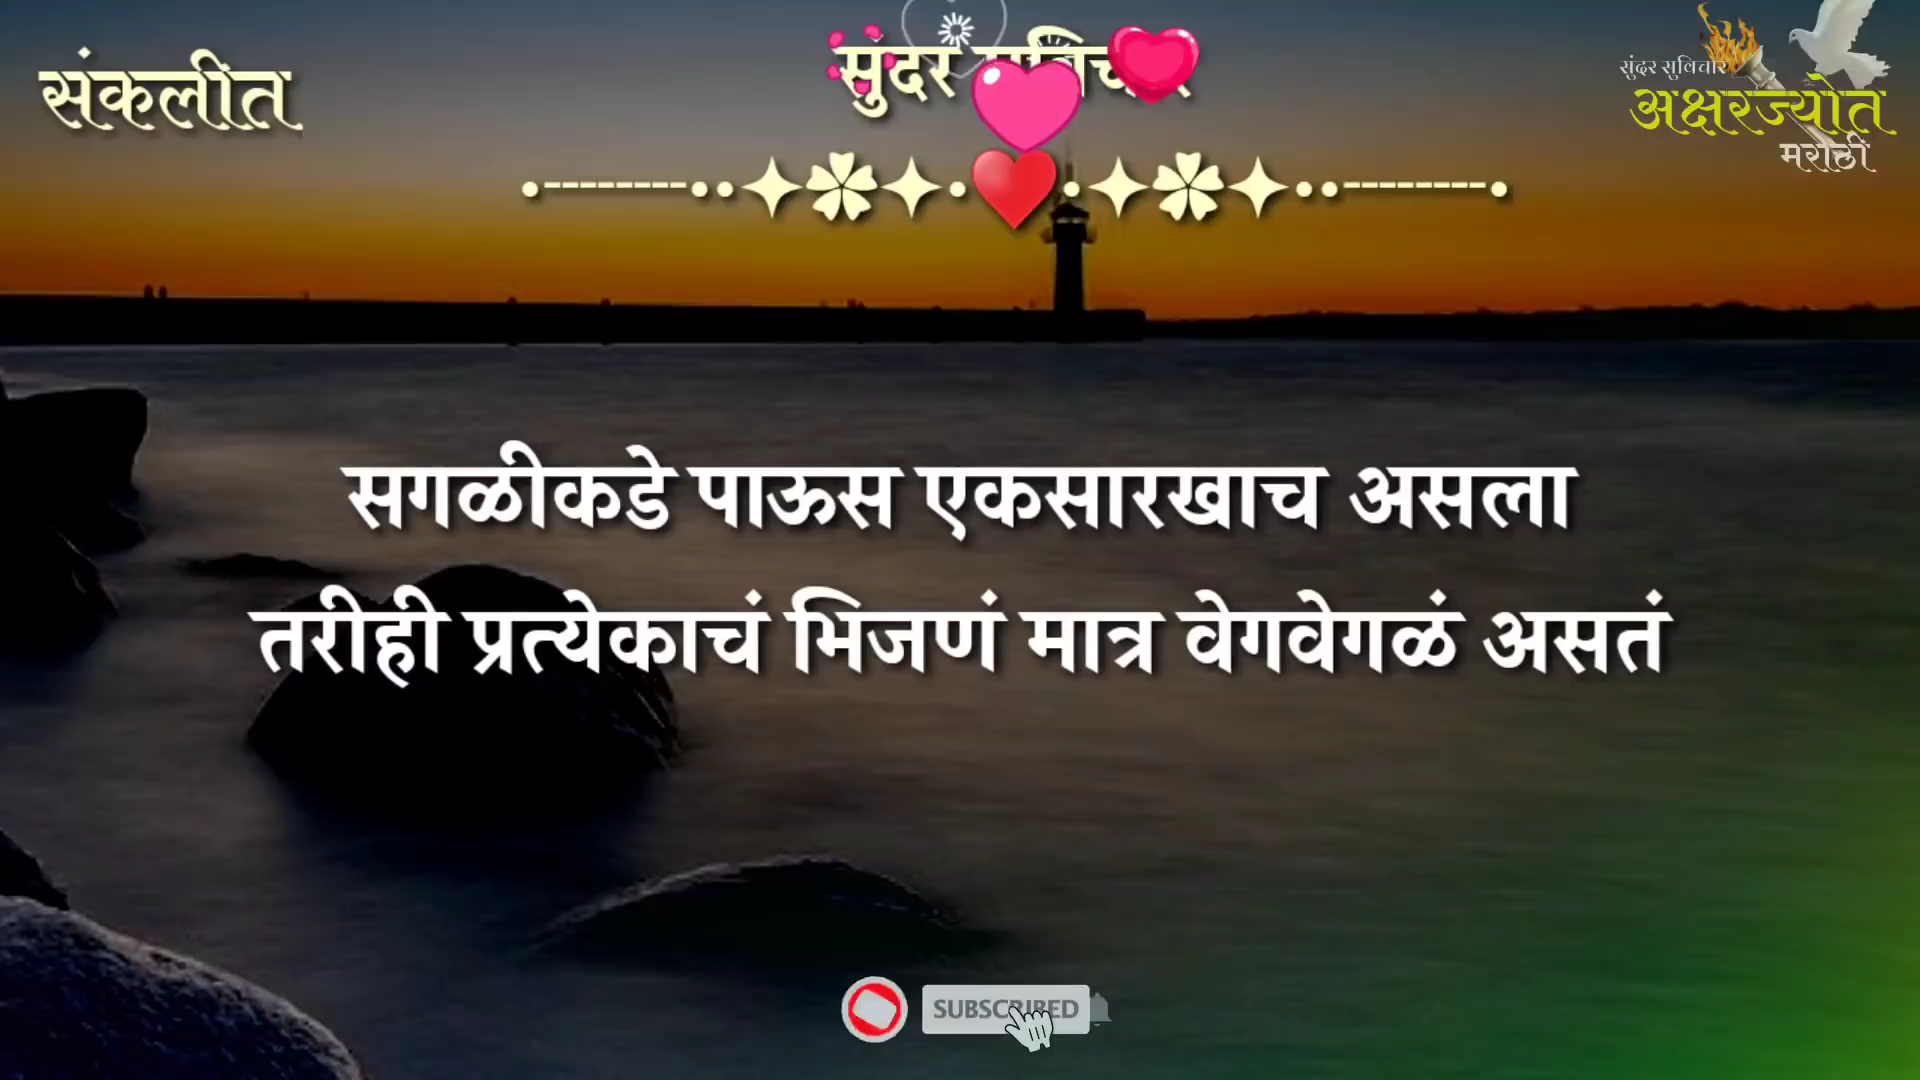 संकलीत
सुंदर
सुंदर सुविचार
अक्षरज्योत
मराठी
सगळीकडे पाऊस एकसारखाच असला
तरीही प्रत्येकाचं भिजणं मात्र वेगवेगळं असतं
SUBSCRIBED